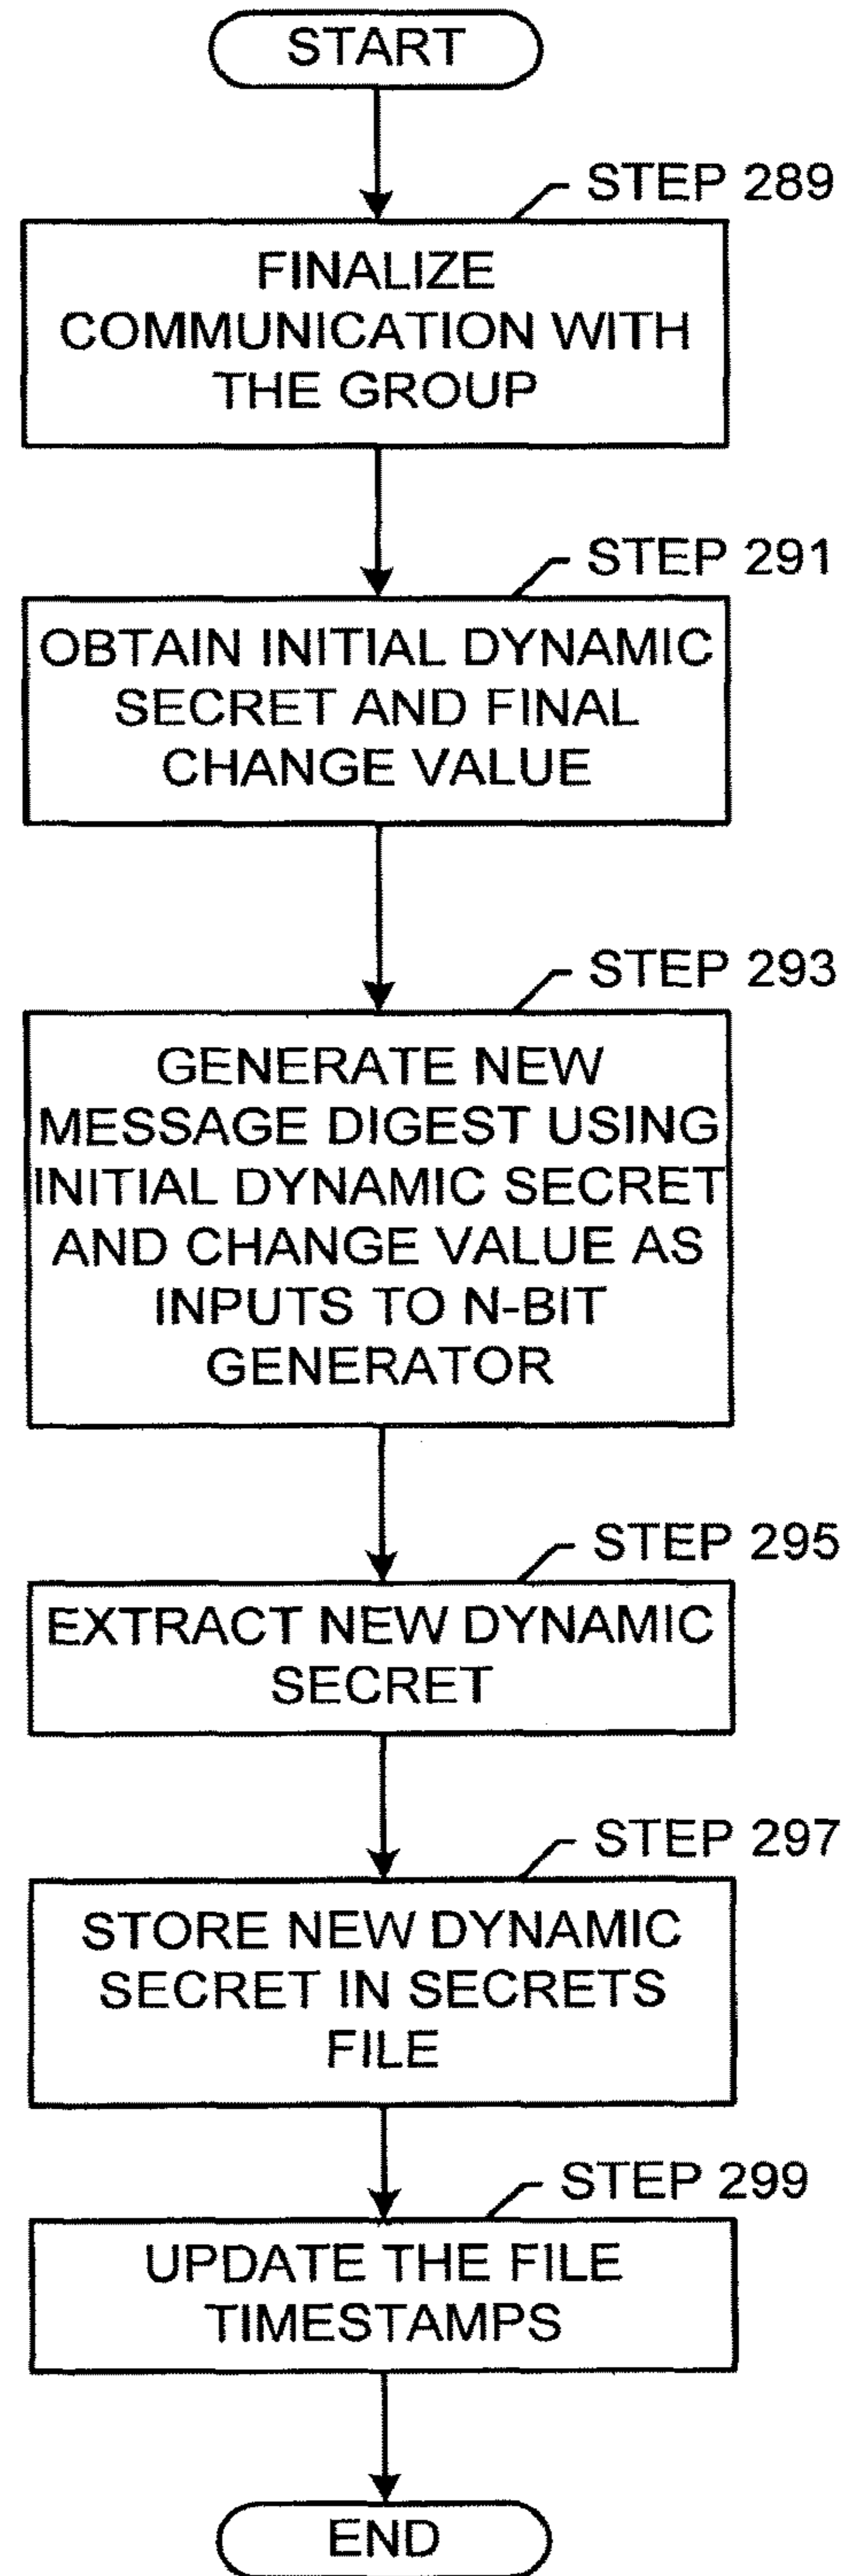 START
STEP 289
FINALIZE
COMMUNICATION WITH
THE GROUP
STEP 291
OBTAIN INITIAL DYNAMIC
SECRET AND FINAL
CHANGE VALUE
STEP 293
GENERATE NEW
MESSAGE DIGEST USING
INITIAL DYNAMIC SECRET
AND CHANGE VALUE AS
INPUTS TO N-BIT
GENERATOR
STEP 295
EXTRACT NEW DYNAMIC
SECRET
STEP 297
STORE NEW DYNAMIC
SECRET IN SECRETS
FILE
STEP 299
UPDATE THE FILE
TIMESTAMPS
END